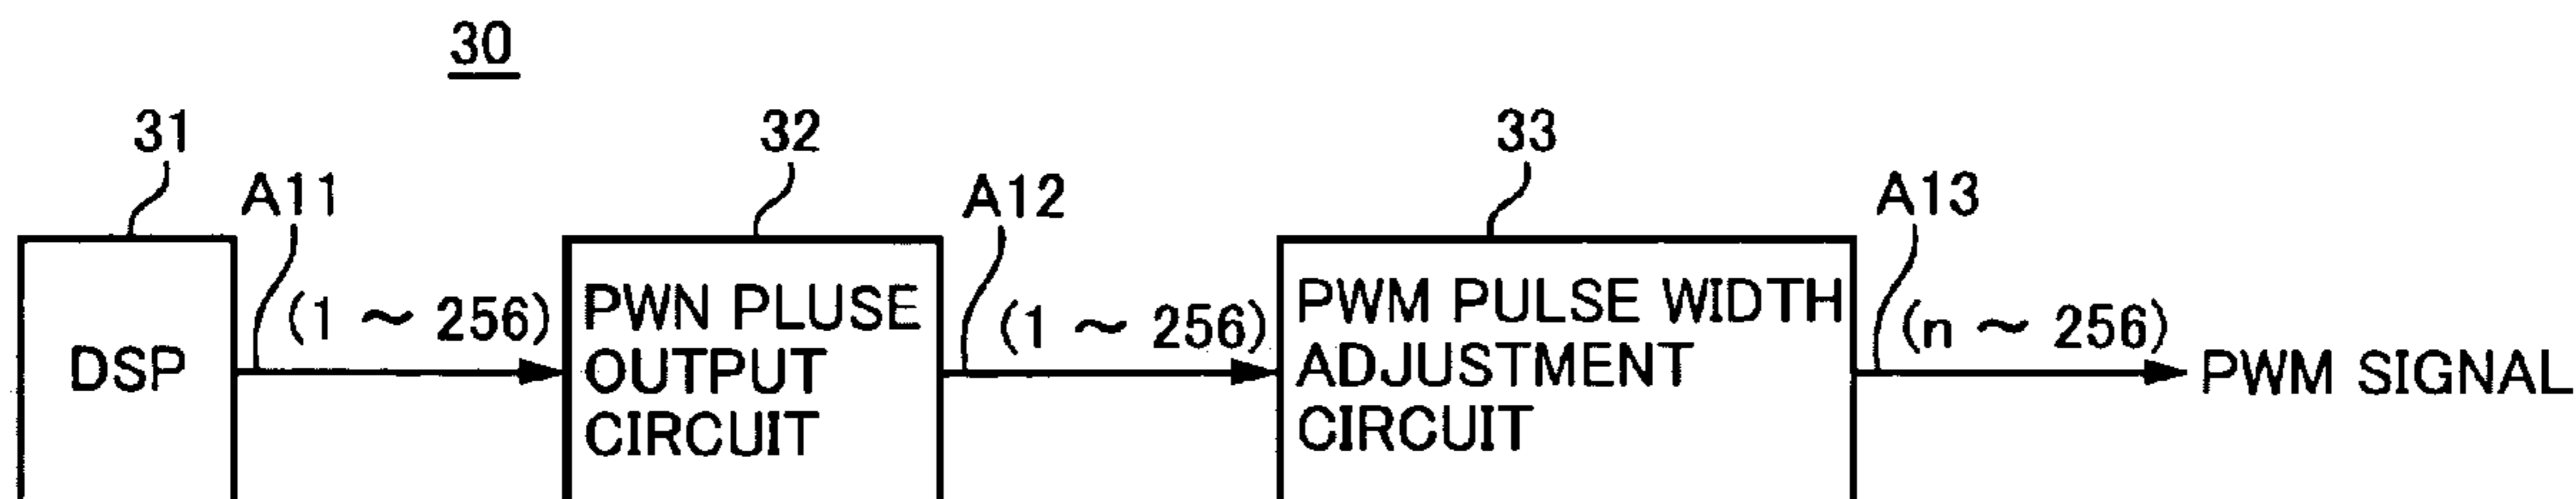 30
31
32
33
A11
A12
A13
(1 ~ 256)
(1 ~ 256)
(n ~ 256)
DSP
PWN PLUSE
OUTPUT
CIRCUIT
PWM PULSE WIDTH
ADJUSTMENT
CIRCUIT
PWM SIGNAL